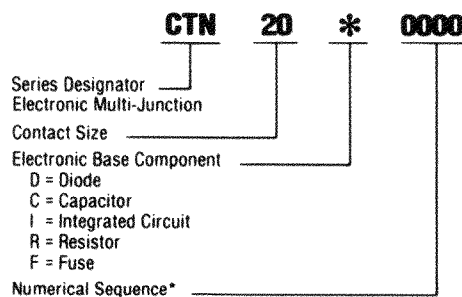 CTN 20 * 0000
Series Designator
Electronic Multi-Junction
Contact Size
Electronic Base Component
D = Diode
C = Capacitor
I = Integrated Circuit
R = Resistor
F = Fuse
Numerical Sequence*